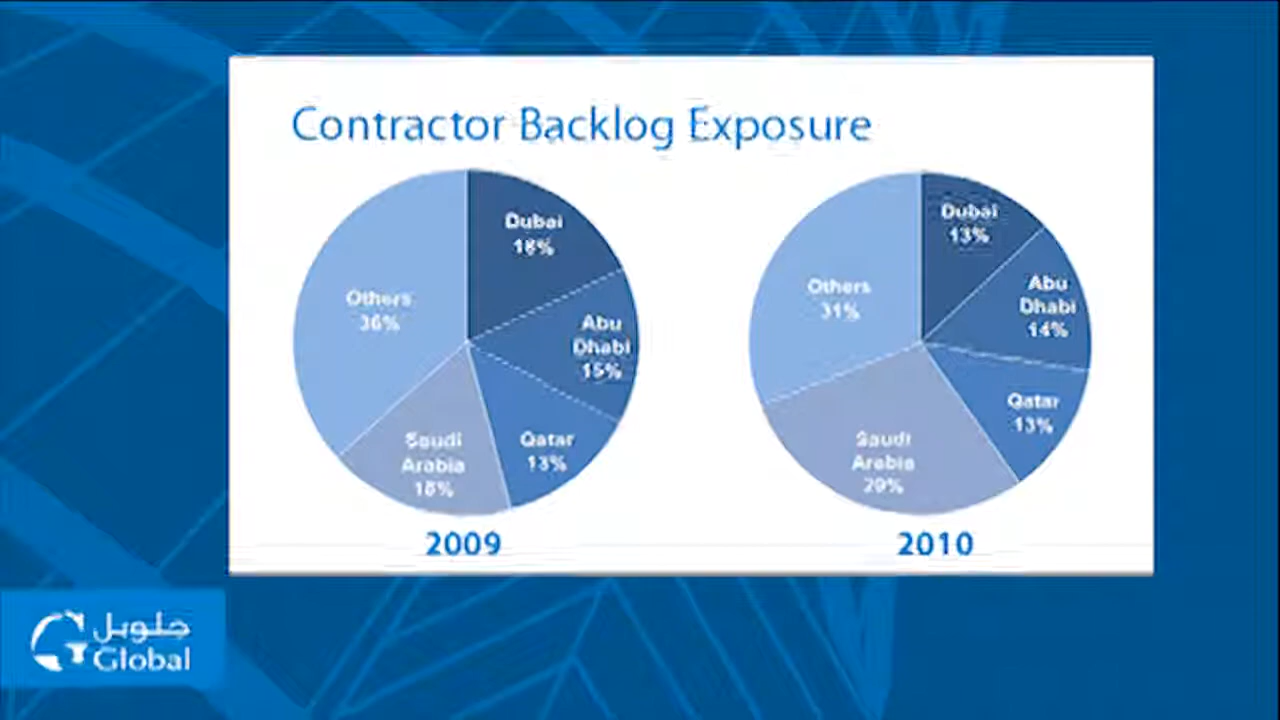 Contractor Backlog Exposure
Dubai
18%
Abu
Dhabi
15%
Qatar
13%
Saudi
Arabia
18%
Others
36%
2009
Dubai
13%
Abu
Dhabi
14%
Qatar
13%
Saudi
Arabia
29%
Others
31%
2010
جلوبل
Global